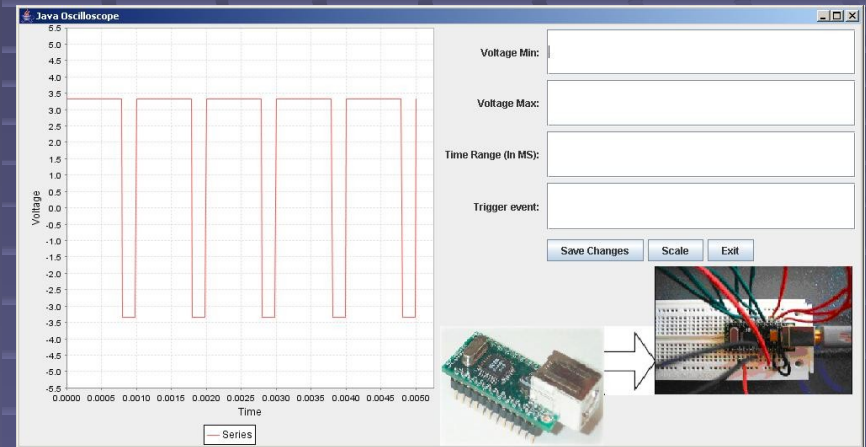 Java Oscilloscope
5.5
5.0
4.5
4.0
3.5
3.0
2.5
2.0
1.5
1.0
0.5
0.0
-0.5
-1.0
-1.5
-2.0
-2.5
-3.0
-3.5
-4.0
-4.5
-5.0
-5.5
Voltage
0.0000 0.0005 0.0010 0.0015 0.0020 0.0025 0.0030 0.0035 0.0040 0.0045 0.0050
Time
Series
Voltage Min:
Voltage Max:
Time Range (In MS):
Trigger event:
Save Changes Scale Exit